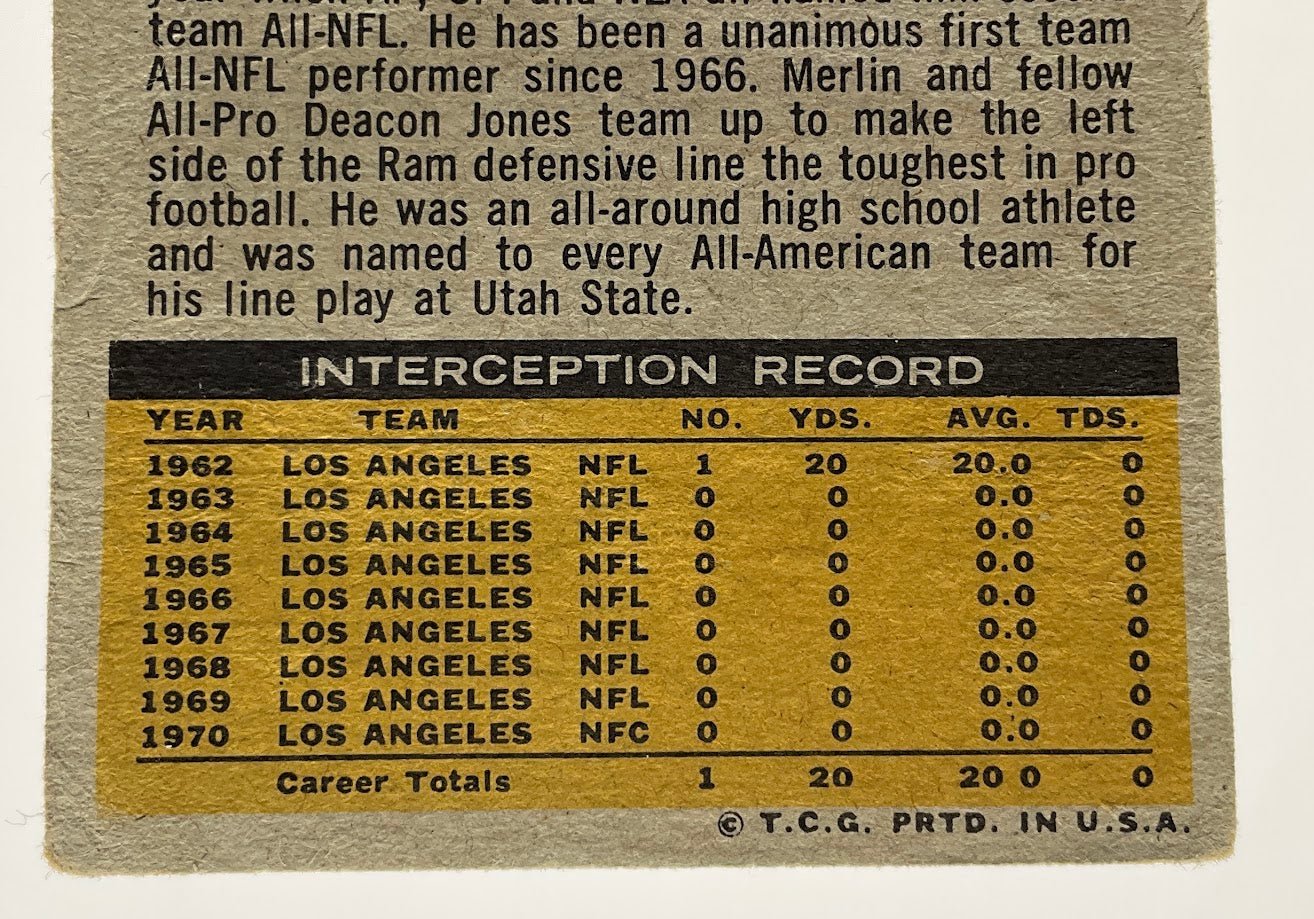 team All-NFL. He has been a unanimous first team
All-NFL performer since 1966. Merlin and fellow
All-Pro Deacon Jones team up to make the left
side of the Ram defensive line the toughest in pro
football. He was an all-around high school athlete
and was named to every All-American team for
his line play at Utah State.
INTERCEPTION RECORD
YEAR TEAM NO. YDS. AVG. TDS.
1962 LOS ANGELES NFL 1 20 20.0 0
1963 LOS ANGELES NFL 0 0 0.0 0
1964 LOS ANGELES NFL 0 0 0.0 0
1965 LOS ANGELES NFL 0 0 0.0 0
1966 LOS ANGELES NFL 0 0 0.0 0
1967 LOS ANGELES NFL 0 0 0.0 0
1968 LOS ANGELES NFL 0 0 0.0 0
1969 LOS ANGELES NFL 0 0 0.0 0
1970 LOS ANGELES NFC 0 0 0.0 0
Career Totals 1 20 20 0 0
© T.C.G. PRTD. IN U.S.A.